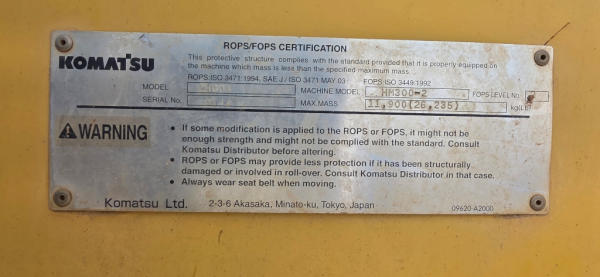 ROPS/FOPS CERTIFICATION
KOMATSU
This protective structure complies with the standard provided that it is properly equipped on
the machine which mass is less than the specified maximum mass.
ROPS:ISO 3471:1994, SAE J / ISO 3471 MAY 03 FOPS:ISO 3449:1992
MODEL MACHINE MODEL HM300-2 FOPS LEVEL No.
SERIAL No. MAX.MASS 11,900(26,235) kg(LB)
WARNING
• If some modification is applied to the ROPS or FOPS, it might not be
enough strength and might not be complied with the standard. Consult
Komatsu Distributor before altering.
• ROPS or FOPS may provide less protection if it has been structurally
damaged or involved in roll-over. Consult Komatsu Distributor in that case.
• Always wear seat belt when moving.
Komatsu Ltd. 2-3-6 Akasaka, Minato-ku, Tokyo, Japan 09620-A2000